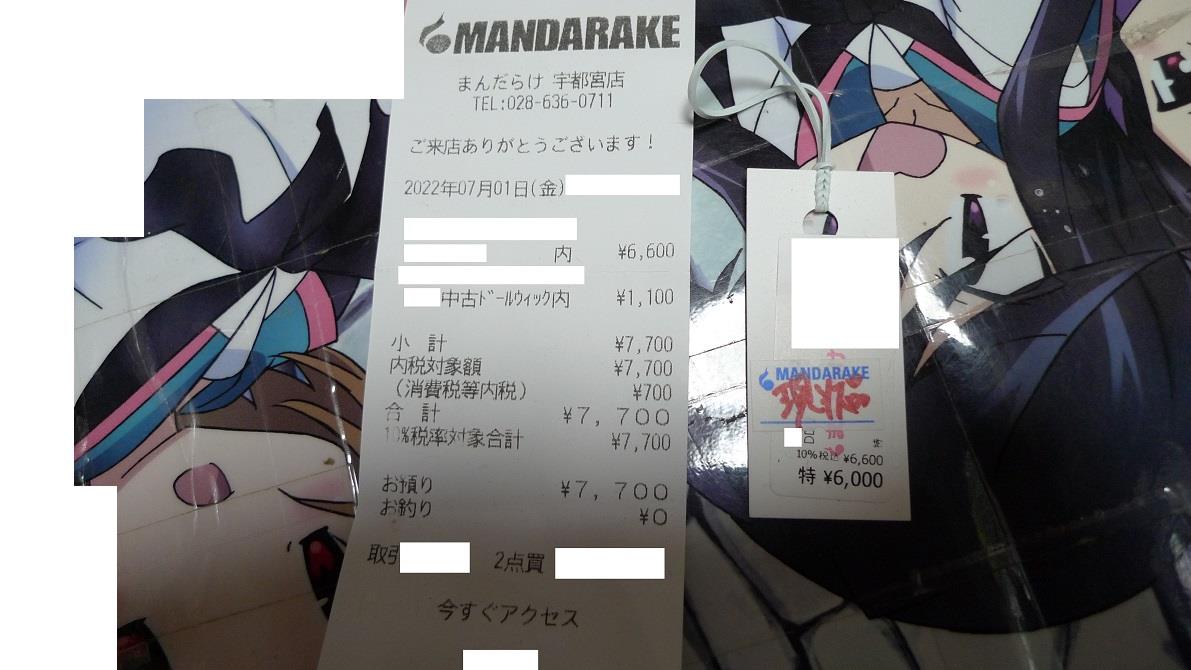 MANDARAKE
まんだらけ 宇都宮店
TEL:028-636-0711
ご来店ありがとうございます!
2022年07月01日(金)
内 ¥6,600
中古ドールウィック内 ¥1,100
小 計 ¥7,700
内税対象額 ¥7,700
(消費税等内税) ¥700
合 計 ¥7,700
10%税率対象合計 ¥7,700
お預り ¥7,700
お釣り ¥0
取引
2点買
今すぐアクセス
MANDARAKE
10%税込 ¥6,600
特 ¥6,000